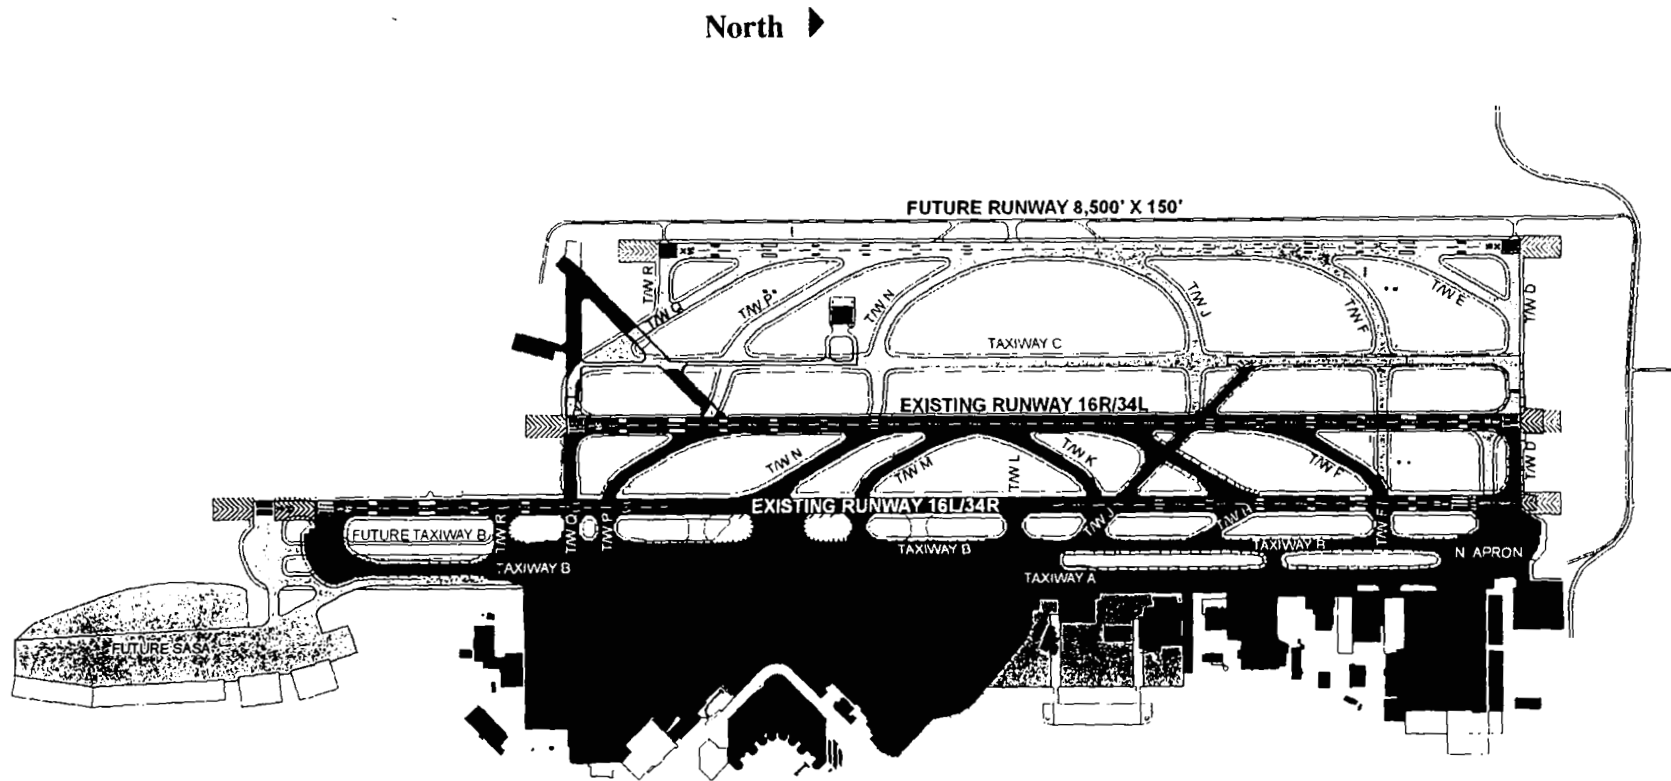 North
FUTURE RUNWAY 8,500' X 150'
T/W R
T/W Q
T/W P
T/W N
T/W J
T/W F
T/W E
T/W D
TAXIWAY C
EXISTING RUNWAY 16R/34L
T/W N
T/W M
T/W L
T/W K
T/W F
T/W D
EXISTING RUNWAY 16L/34R
FUTURE TAXIWAY B
T/W R
T/W Q
T/W P
T/W J
T/W H
T/W F
TAXIWAY B
TAXIWAY B
TAXIWAY B
N APRON
TAXIWAY A
FUTURE SASA